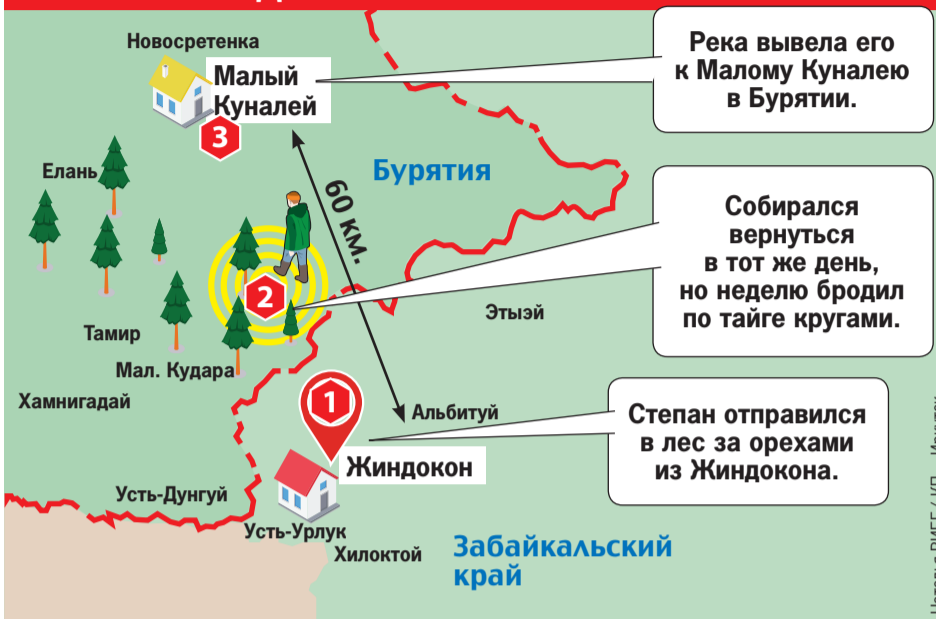 Новосретенка
Малый
Куналей
3
Река вывела его
к Малому Куналею
в Бурятии.
Елань
Бурятия
60 км.
Собирался
вернуться
в тот же день,
но неделю бродил
по тайге кругами.
2
Этыэй
Тамир
Мал. Кудара
Хамнигадай
1
Альбитуй
Степан отправился
в лес за орехами
из Жиндокона.
Жиндокон
Усть-Дунгуй
Усть-Урлук
Хилоктой
Забайкальский
край